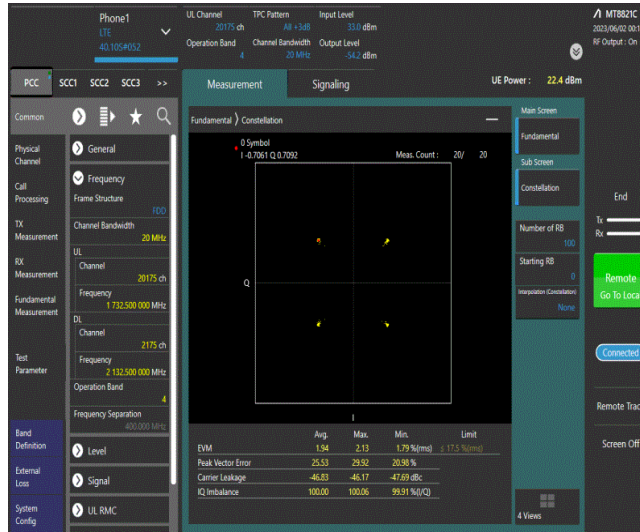 Phone1
LTE
40.10S#052
UL Channel
20175 ch
TPC Pattern
All +3dB
Input Level
33.0 dBm
Operation Band
4
Channel Bandwidth
20 MHz
Output Level
-54.2 dBm
MT8821C
2023/06/02 00:1
RF Output : On
PCC SCC1 SCC2 SCC3 >>
Measurement
Signaling
UE Power : 22.4 dBm
Common
Physical
Channel
Call
Processing
TX
Measurement
RX
Measurement
Fundamental
Measurement
Test
Parameter
Band
Definition
External
Loss
System
Config
General
Frequency
Frame Structure
FDD
Channel Bandwidth
20 MHz
UL
Channel
20175 ch
Frequency
1 732.500 000 MHz
DL
Channel
2175 ch
Frequency
2 132.500 000 MHz
Operation Band
4
Frequency Separation
400.000 MHz
Level
Signal
UL RMC
Fundamental 〉 Constellation
0 Symbol
I -0.7061 Q 0.7092
Meas. Count : 20/ 20
Q
I
Avg. Max. Min. Limit
EVM 1.94 2.13 1.79 %(rms) ≤ 17.5 %(rms)
Peak Vector Error 25.53 29.92 20.98 %
Carrier Leakage -46.83 -46.17 -47.69 dBc
IQ Imbalance 100.00 100.06 99.91 %(I/Q)
Main Screen
Fundamental
Sub Screen
Constellation
Number of RB
100
Starting RB
0
Interpolation (Constellation)
None
4 Views
End
Tx
Rx
Remote
Go To Loca
Connected
Remote Trac
Screen Off